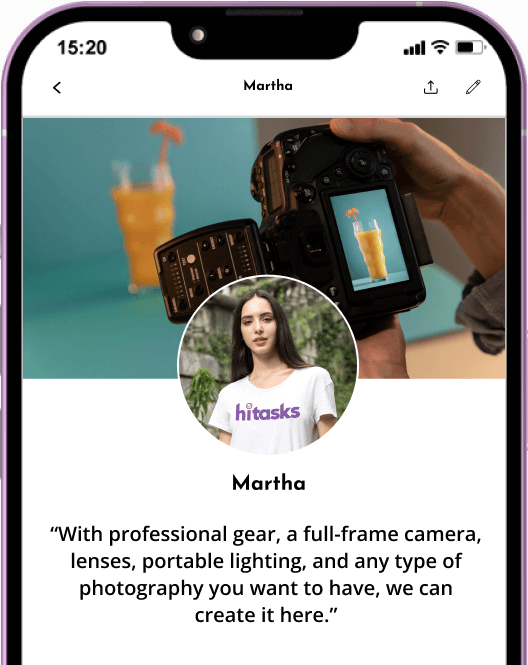 15:20
Martha
hitasks
Martha
“With professional gear, a full-frame camera,
lenses, portable lighting, and any type of
photography you want to have, we can
create it here.”